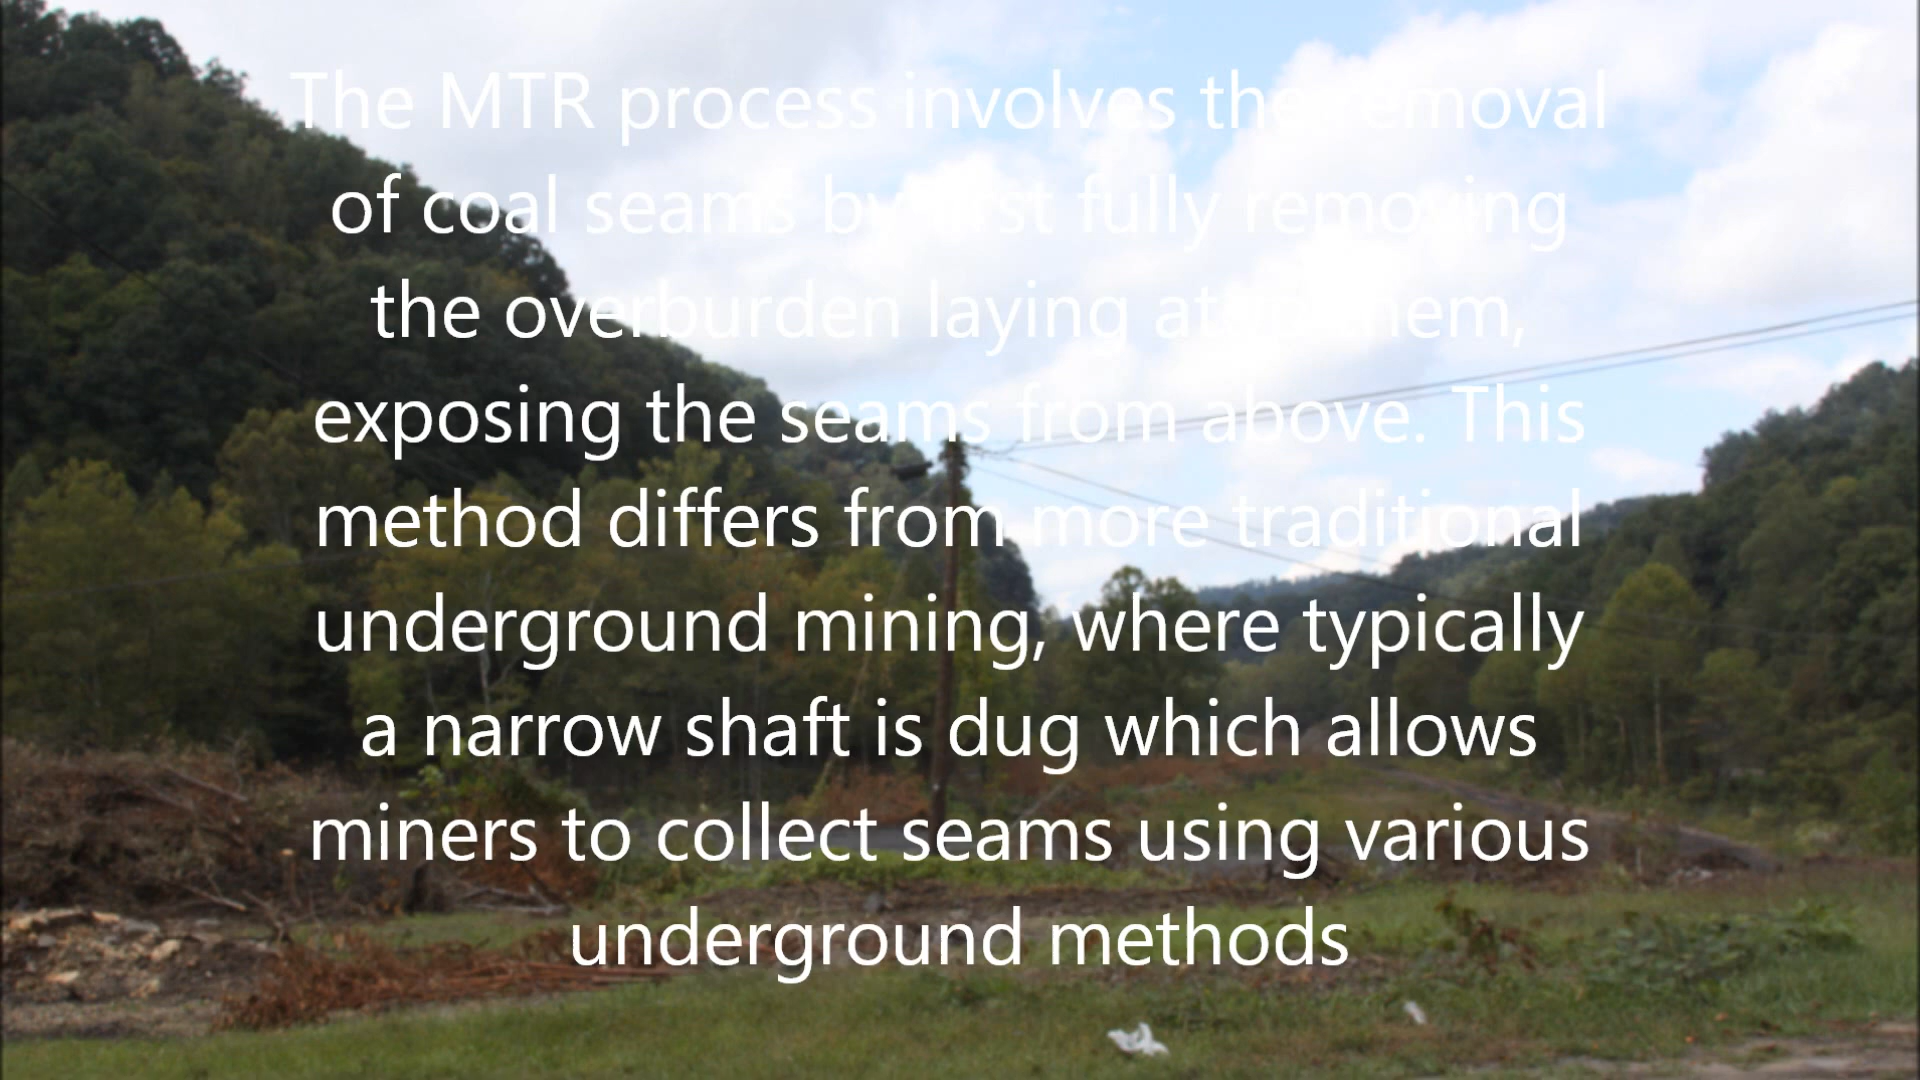 The MTR process involves the removal
of coal seams by first fully removing
the overburden laying atop them,
exposing the seams from above. This
method differs from more traditional
underground mining, where typically
a narrow shaft is dug which allows
miners to collect seams using various
underground methods